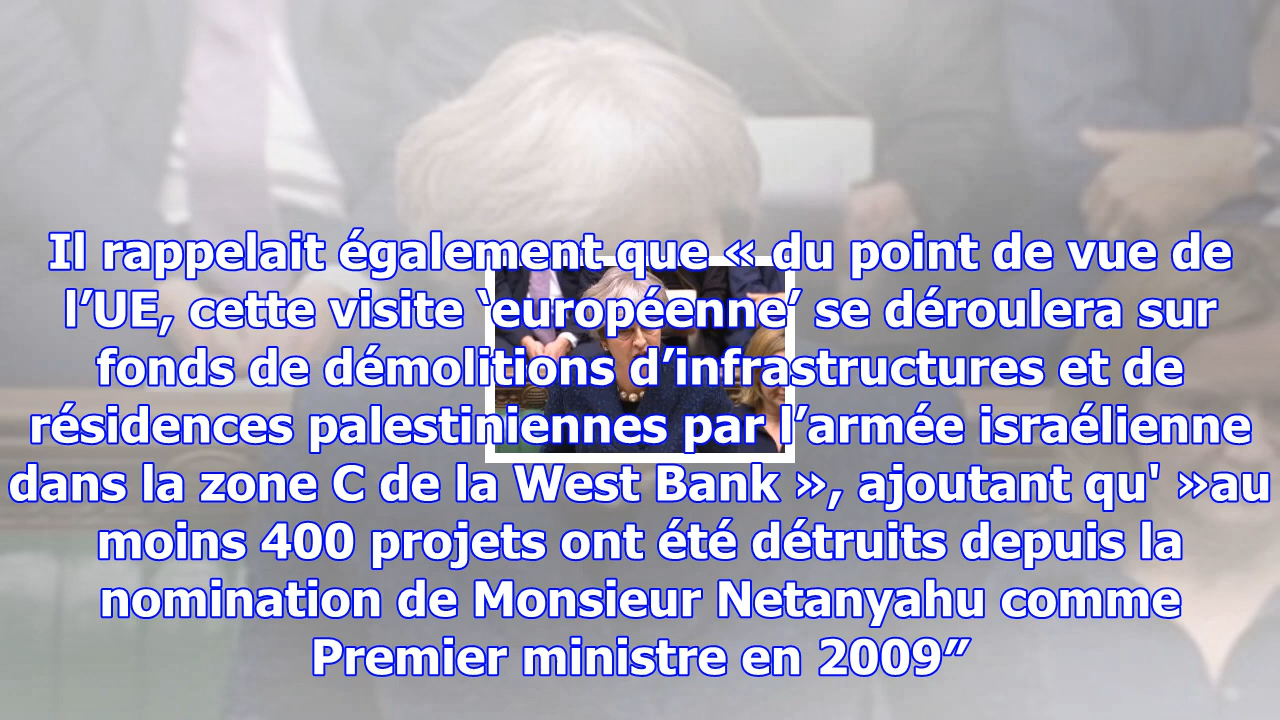 Il rappelait également que « du point de vue de
l’UE, cette visite ‘européenne’ se déroulera sur
fonds de démolitions d’infrastructures et de
résidences palestiniennes par l’armée israélienne
dans la zone C de la West Bank », ajoutant qu' »au
moins 400 projets ont été détruits depuis la
nomination de Monsieur Netanyahu comme
Premier ministre en 2009”